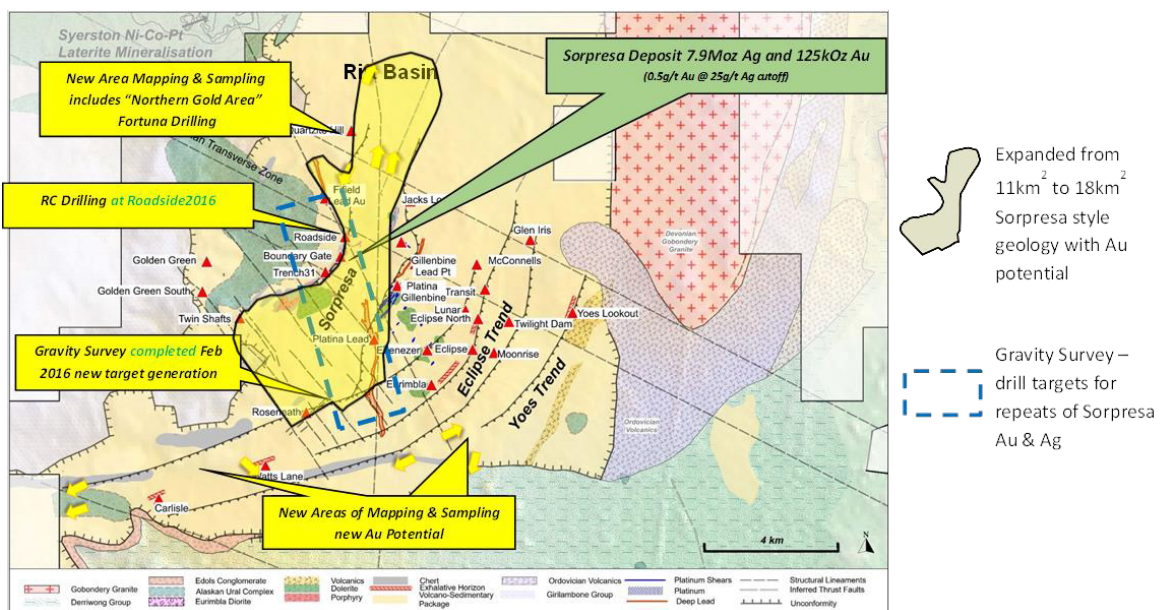 Syerston Ni-Co-Pt
Laterite Mineralisation
New Area Mapping & Sampling
includes “Northern Gold Area”
Fortuna Drilling
Basin
Sorpresa Deposit 7.9Moz Ag and 125kOz Au
(0.5g/t Au @ 25g/t Ag cutoff)
Hill
Transverse Zone
RC Drilling at Roadside2016
Lead Au
Jacks
Roadside
Boundary Gate
Trench31
Golden Green
Golden Green South
Twin Shafts
Sorpresa
Gillenbine
Lead Pt
Platina
Gillenbine
Glen Iris
McConnells
Transit
Lunar
Eclipse North
Twilight Dam
Yoes Lookout
Platina Lead
Eclipse
Moonrise
Eclipse Trend
Yoes Trend
Devonian
Gobondery
Granite
Ordovician
Volcanics
Gravity Survey completed Feb
2016 new target generation
Roseneath
Watts Lane
Carlisle
New Areas of Mapping & Sampling
new Au Potential
4 km
N
Expanded from
11km² to 18km²
Sorpresa style
geology with Au
potential
Gravity Survey –
drill targets for
repeats of Sorpresa
Au & Ag
Gobondery Granite
Derriwong Group
Edols Conglomerate
Alaskan Ural Complex
Eurimbla Diorite
Volcanics
Dolerite
Porphyry
Chert
Exhalative Horizon
Volcano-Sedimentary
Package
Ordovician Volcanics
Girilambone Group
Platinum Shears
Platinum
Deep Lead
Structural Lineaments
Inferred Thrust Faults
Unconformity